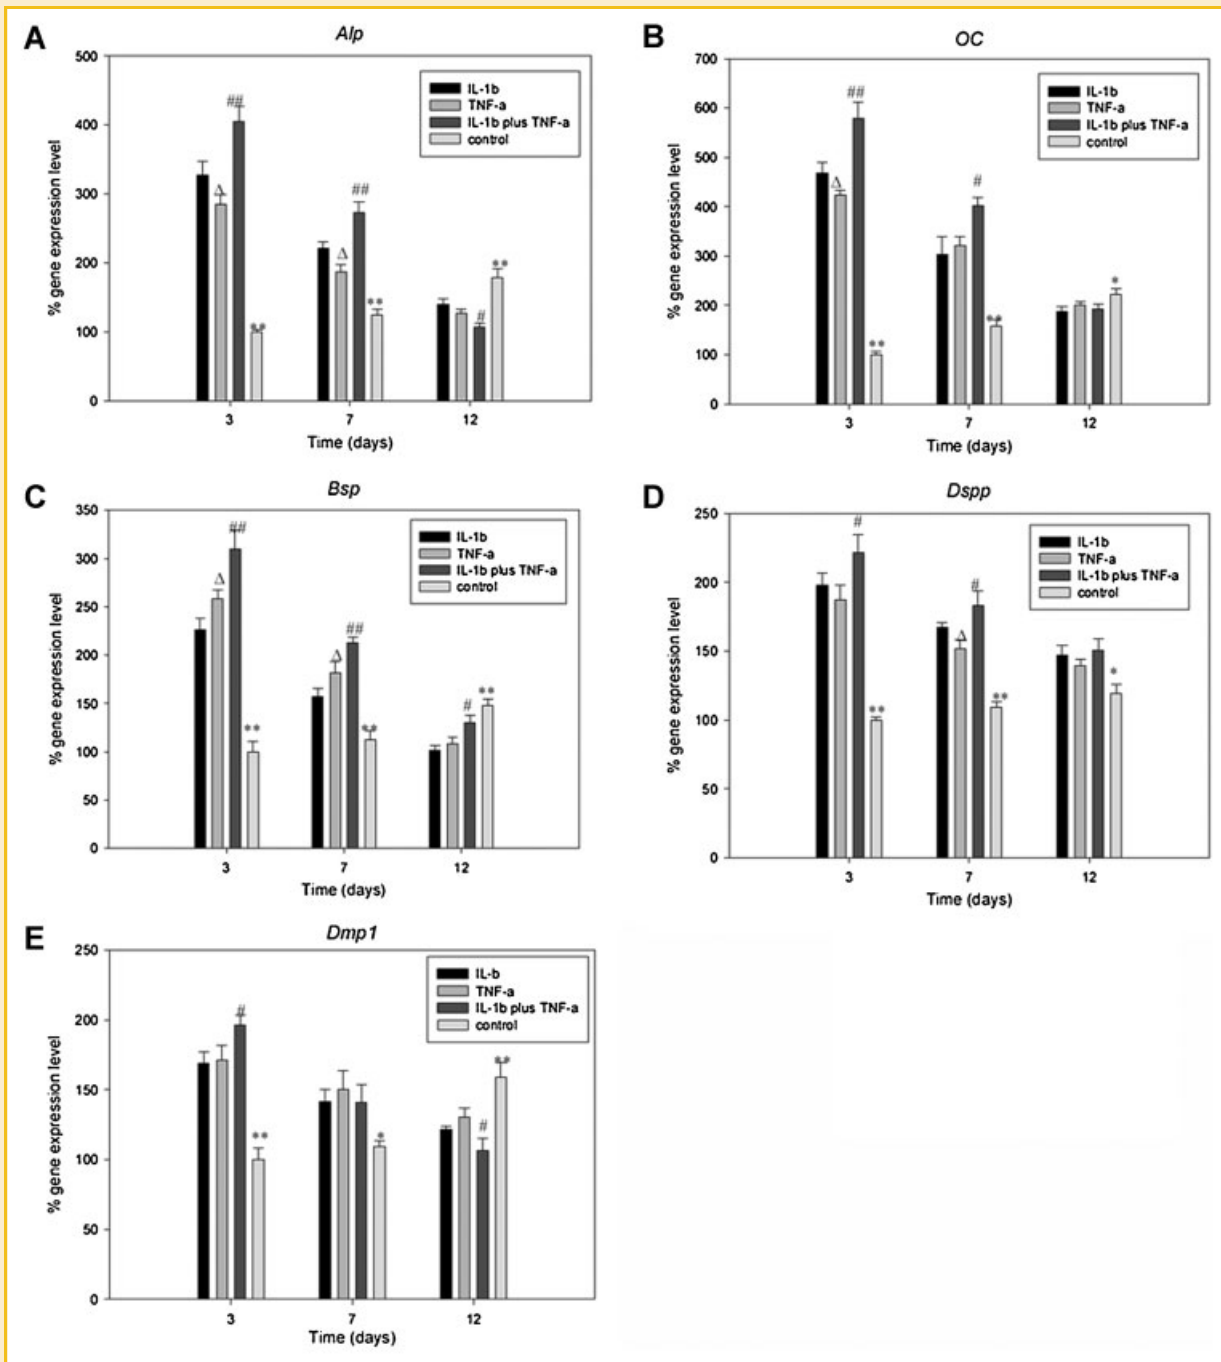 A
Alp
% gene expression level
500
400
300
200
100
0
IL-1b
TNF-a
IL-1b plus TNF-a
control
##
Δ
**
##
Δ
**
#
**
3 7 12
Time (days)
B
OC
% gene expression level
700
600
500
400
300
200
100
0
IL-1b
TNF-a
IL-1b plus TNF-a
control
##
Δ
**
#
**
*
3 7 12
Time (days)
C
Bsp
% gene expression level
350
300
250
200
150
100
50
0
IL-1b
TNF-a
IL-1b plus TNF-a
control
##
Δ
**
##
Δ
**
#
**
3 7 12
Time (days)
D
Dspp
% gene expression level
250
200
150
100
50
0
IL-1b
TNF-a
IL-1b plus TNF-a
control
#
**
#
Δ
**
*
3 7 12
Time (days)
E
Dmp1
% gene expression level
250
200
150
100
50
0
IL-b
TNF-a
IL-1b plus TNF-a
control
#
**
*
#
**
3 7 12
Time (days)